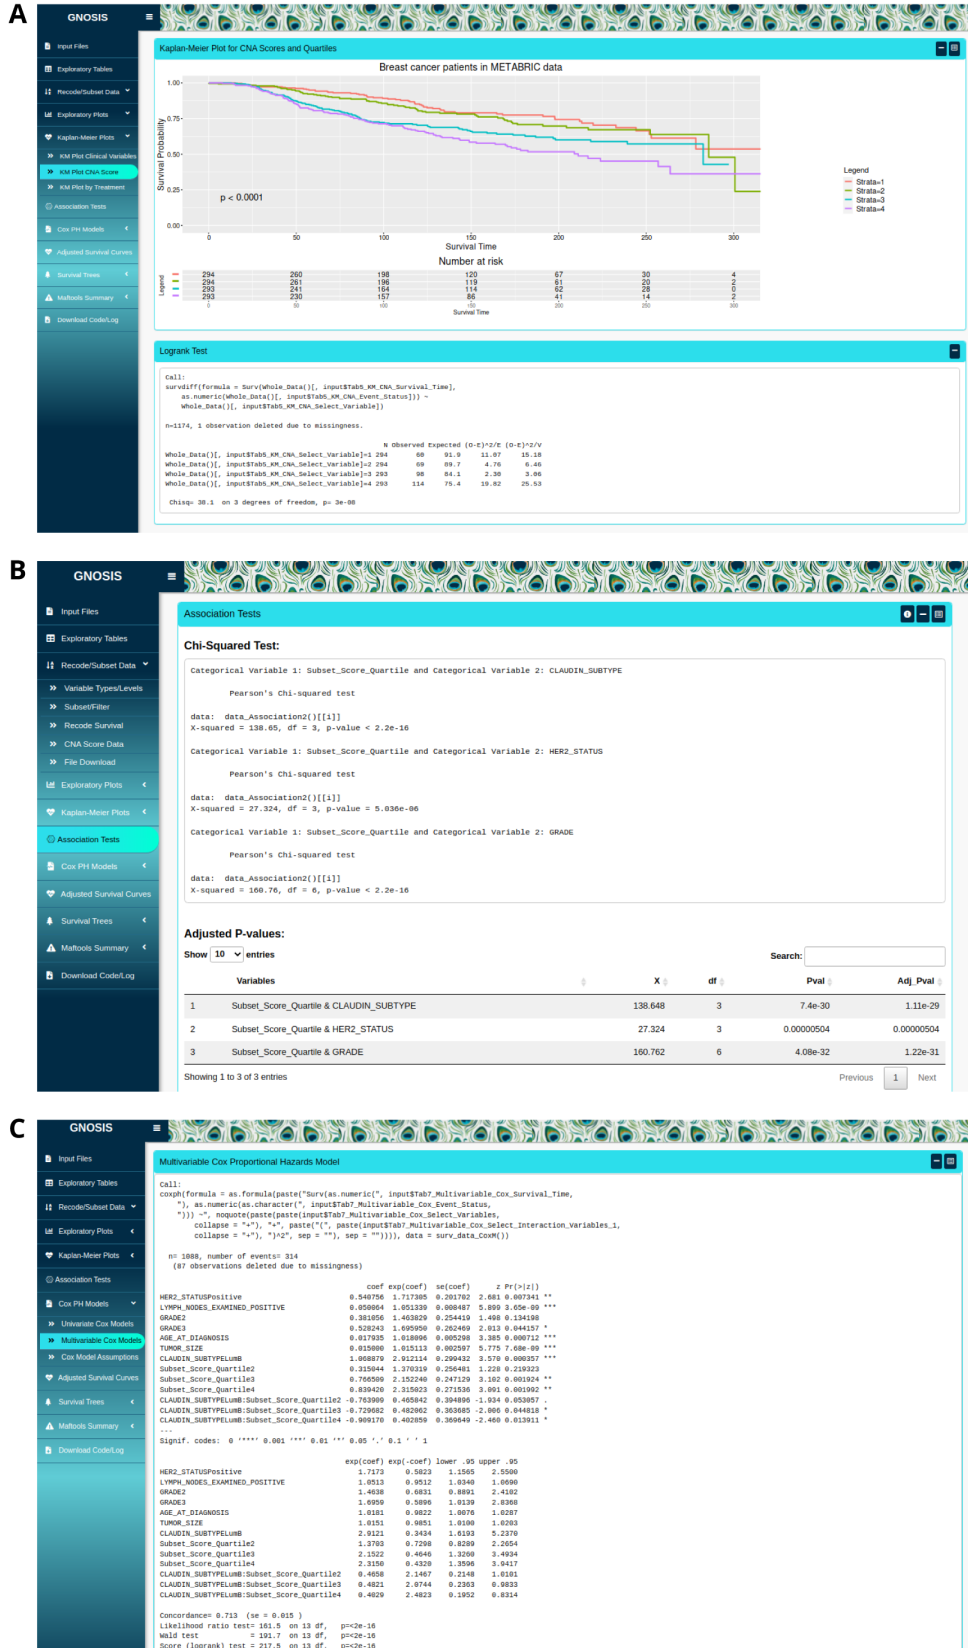 A
GNOSIS
Input Files
Exploratory Tables
Recode/Subset Data
Exploratory Plots
Kaplan-Meier Plots
KM Plot Clinical Variables
KM Plot CNA Score
KM Plot by Treatment
Association Tests
Cox PH Models
Adjusted Survival Curves
Survival Trees
Maftools Summary
Download Code/Log
Kaplan-Meier Plot for CNA Scores and Quartiles
Breast cancer patients in METABRIC data
Survival Probability
1.00
0.75
0.50
0.25
0.00
p < 0.0001
0 50 100 150 200 250 300
Survival Time
Legend
Strata=1
Strata=2
Strata=3
Strata=4
Number at risk
Legend
294 260 198 120 67 30 4
294 261 196 119 61 20 2
293 241 164 114 62 28 0
293 230 157 86 41 14 2
0 50 100 150 200 250 300
Survival Time
Logrank Test
Call:
survdiff(formula = Surv(Whole_Data()[, input$Tab5_KM_CNA_Survival_Time],
as.numeric(Whole_Data()[, input$Tab5_KM_CNA_Event_Status])) ~
Whole_Data()[, input$Tab5_KM_CNA_Select_Variable])
n=1174, 1 observation deleted due to missingness.
N Observed Expected (O-E)^2/E (O-E)^2/V
Whole_Data()[, input$Tab5_KM_CNA_Select_Variable]=1 294 60 91.9 11.07 15.18
Whole_Data()[, input$Tab5_KM_CNA_Select_Variable]=2 294 69 89.7 4.76 6.46
Whole_Data()[, input$Tab5_KM_CNA_Select_Variable]=3 293 98 84.1 2.30 3.06
Whole_Data()[, input$Tab5_KM_CNA_Select_Variable]=4 293 114 75.4 19.82 25.53
Chisq= 38.1 on 3 degrees of freedom, p= 3e-08
B
GNOSIS
Input Files
Exploratory Tables
Recode/Subset Data
Variable Types/Levels
Subset/Filter
Recode Survival
CNA Score Data
File Download
Exploratory Plots
Kaplan-Meier Plots
Association Tests
Cox PH Models
Adjusted Survival Curves
Survival Trees
Maftools Summary
Download Code/Log
Association Tests
Chi-Squared Test:
Categorical Variable 1: Subset_Score_Quartile and Categorical Variable 2: CLAUDIN_SUBTYPE
Pearson's Chi-squared test
data: data_Association2()[[i]]
X-squared = 138.65, df = 3, p-value < 2.2e-16
Categorical Variable 1: Subset_Score_Quartile and Categorical Variable 2: HER2_STATUS
Pearson's Chi-squared test
data: data_Association2()[[i]]
X-squared = 27.324, df = 3, p-value = 5.036e-06
Categorical Variable 1: Subset_Score_Quartile and Categorical Variable 2: GRADE
Pearson's Chi-squared test
data: data_Association2()[[i]]
X-squared = 160.76, df = 6, p-value < 2.2e-16
Adjusted P-values:
Show 10 entries
Search:
Variables X df Pval Adj_Pval
1 Subset_Score_Quartile & CLAUDIN_SUBTYPE 138.648 3 7.4e-30 1.11e-29
2 Subset_Score_Quartile & HER2_STATUS 27.324 3 0.00000504 0.00000504
3 Subset_Score_Quartile & GRADE 160.762 6 4.08e-32 1.22e-31
Showing 1 to 3 of 3 entries
Previous 1 Next
C
GNOSIS
Input Files
Exploratory Tables
Recode/Subset Data
Exploratory Plots
Kaplan-Meier Plots
Association Tests
Cox PH Models
Univariate Cox Models
Multivariable Cox Models
Cox Model Assumptions
Adjusted Survival Curves
Survival Trees
Maftools Summary
Download Code/Log
Multivariable Cox Proportional Hazards Model
Call:
coxph(formula = as.formula(paste("Surv(as.numeric(", input$Tab7_Multivariable_Cox_Survival_Time,
"), as.numeric(as.character(", input$Tab7_Multivariable_Cox_Event_Status,
"))) ~", noquote(paste(paste(input$Tab7_Multivariable_Cox_Select_Variables,
collapse = "+"), "+", paste("(", paste(input$Tab7_Multivariable_Cox_Select_Interaction_Variables_1,
collapse = "+"), ")^2", sep = ""), sep = "")))), data = surv_data_CoxM())
n= 1088, number of events= 314
(87 observations deleted due to missingness)
coef exp(coef) se(coef) z Pr(>|z|)
HER2_STATUSPositive 0.540756 1.717305 0.201702 2.681 0.007341 **
LYMPH_NODES_EXAMINED_POSITIVE 0.050064 1.051339 0.008487 5.899 3.65e-09 ***
GRADE2 0.381056 1.463829 0.254419 1.498 0.134198
GRADE3 0.528243 1.695950 0.262469 2.013 0.044157 *
AGE_AT_DIAGNOSIS 0.017935 1.018096 0.005298 3.385 0.000712 ***
TUMOR_SIZE 0.015000 1.015113 0.002597 5.775 7.68e-09 ***
CLAUDIN_SUBTYPELumB 1.068879 2.912114 0.299432 3.570 0.000357 ***
Subset_Score_Quartile2 0.315044 1.370319 0.256481 1.228 0.219323
Subset_Score_Quartile3 0.766509 2.152240 0.247129 3.102 0.001924 **
Subset_Score_Quartile4 0.839420 2.315023 0.271536 3.091 0.001992 **
CLAUDIN_SUBTYPELumB:Subset_Score_Quartile2 -0.763909 0.465842 0.394896 -1.934 0.053057 .
CLAUDIN_SUBTYPELumB:Subset_Score_Quartile3 -0.729682 0.482062 0.363685 -2.006 0.044818 *
CLAUDIN_SUBTYPELumB:Subset_Score_Quartile4 -0.909170 0.402859 0.369649 -2.460 0.013911 *
---
Signif. codes: 0 '***' 0.001 '**' 0.01 '*' 0.05 '.' 0.1 ' ' 1
exp(coef) exp(-coef) lower .95 upper .95
HER2_STATUSPositive 1.7173 0.5823 1.1565 2.5500
LYMPH_NODES_EXAMINED_POSITIVE 1.0513 0.9512 1.0340 1.0690
GRADE2 1.4638 0.6831 0.8891 2.4102
GRADE3 1.6959 0.5896 1.0139 2.8368
AGE_AT_DIAGNOSIS 1.0181 0.9822 1.0076 1.0287
TUMOR_SIZE 1.0151 0.9851 1.0100 1.0203
CLAUDIN_SUBTYPELumB 2.9121 0.3434 1.6193 5.2370
Subset_Score_Quartile2 1.3703 0.7298 0.8289 2.2654
Subset_Score_Quartile3 2.1522 0.4646 1.3260 3.4934
Subset_Score_Quartile4 2.3150 0.4320 1.3596 3.9417
CLAUDIN_SUBTYPELumB:Subset_Score_Quartile2 0.4658 2.1467 0.2148 1.0101
CLAUDIN_SUBTYPELumB:Subset_Score_Quartile3 0.4821 2.0744 0.2363 0.9833
CLAUDIN_SUBTYPELumB:Subset_Score_Quartile4 0.4029 2.4823 0.1952 0.8314
Concordance= 0.713 (se = 0.015 )
Likelihood ratio test= 161.5 on 13 df, p=<2e-16
Wald test = 191.7 on 13 df, p=<2e-16
Score (logrank) test = 217.5 on 13 df, p=<2e-16